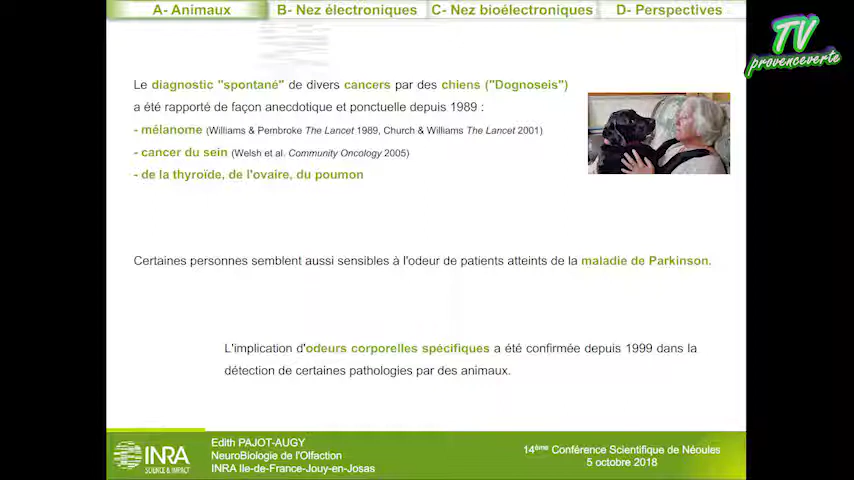 A- Animaux
B- Nez électroniques
C- Nez bioélectroniques
D- Perspectives
TV
provenceverte
Le diagnostic "spontané" de divers cancers par des chiens ("Dognoseis")
a été rapporté de façon anecdotique et ponctuelle depuis 1989 :
- mélanome (Williams & Pembroke The Lancet 1989, Church & Williams The Lancet 2001)
- cancer du sein (Welsh et al. Community Oncology 2005)
- de la thyroïde, de l'ovaire, du poumon
Certaines personnes semblent aussi sensibles à l'odeur de patients atteints de la maladie de Parkinson.
L'implication d'odeurs corporelles spécifiques a été confirmée depuis 1999 dans la
détection de certaines pathologies par des animaux.
INRA
SCIENCE & IMPACT
Edith PAJOT-AUGY
NeuroBiologie de l'Olfaction
INRA Ile-de-France-Jouy-en-Josas
14ème Conférence Scientifique de Néoules
5 octobre 2018